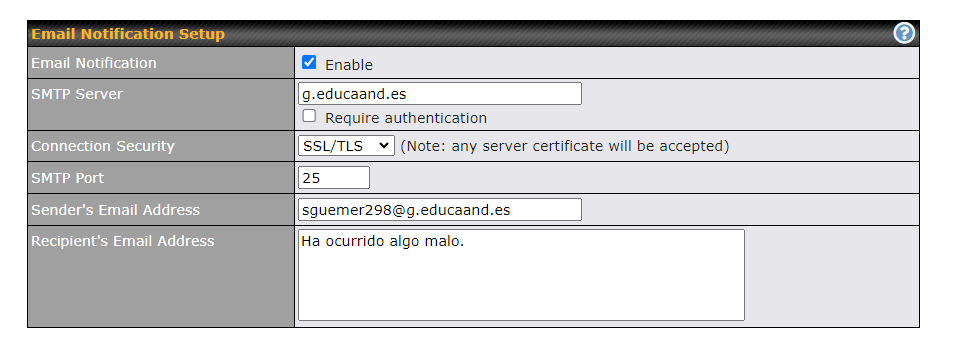 Email Notification Setup
Email Notification
Enable
SMTP Server
g.educaand.es
Require authentication
Connection Security
SSL/TLS (Note: any server certificate will be accepted)
SMTP Port
25
Sender's Email Address
sguemer298@g.educaand.es
Recipient's Email Address
Ha ocurrido algo malo.